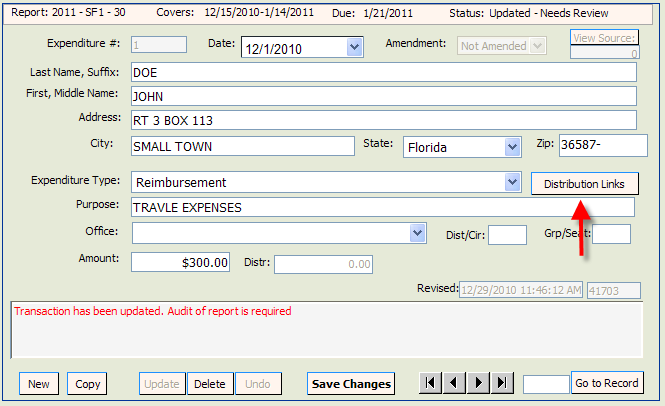 Report: 2011 - SF1 - 30 Covers: 12/15/2010-1/14/2011 Due: 1/21/2011 Status: Updated - Needs Review
Expenditure #: 1 Date: 12/1/2010 Amendment: Not Amended View Source: 0
Last Name, Suffix: DOE
First, Middle Name: JOHN
Address: RT 3 BOX 113
City: SMALL TOWN State: Florida Zip: 36587-
Expenditure Type: Reimbursement Distribution Links
Purpose: TRAVLE EXPENSES
Office: Dist/Cir: Grp/Seat:
Amount: $300.00 Distr: 0.00
Revised: 12/29/2010 11:46:12 AM 41703
Transaction has been updated. Audit of report is required
New Copy Update Delete Undo Save Changes Go to Record